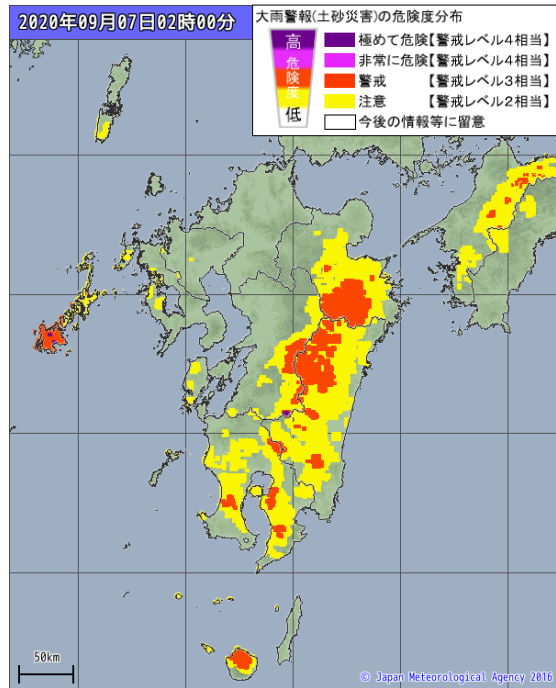 2020年09月07日02時00分
大雨警報(土砂災害)の危険度分布
高
危険度
低
極めて危険【警戒レベル4相当】
非常に危険【警戒レベル4相当】
警戒 【警戒レベル3相当】
注意 【警戒レベル2相当】
今後の情報等に留意
50km
© Japan Meteorological Agency 2016